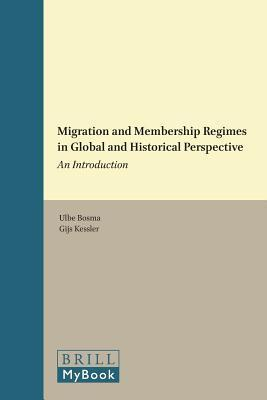 Migration and Membership Regimes
in Global and Historical Perspective
An Introduction
Ulbe Bosma
Gijs Kessler
BRILL
MyBook